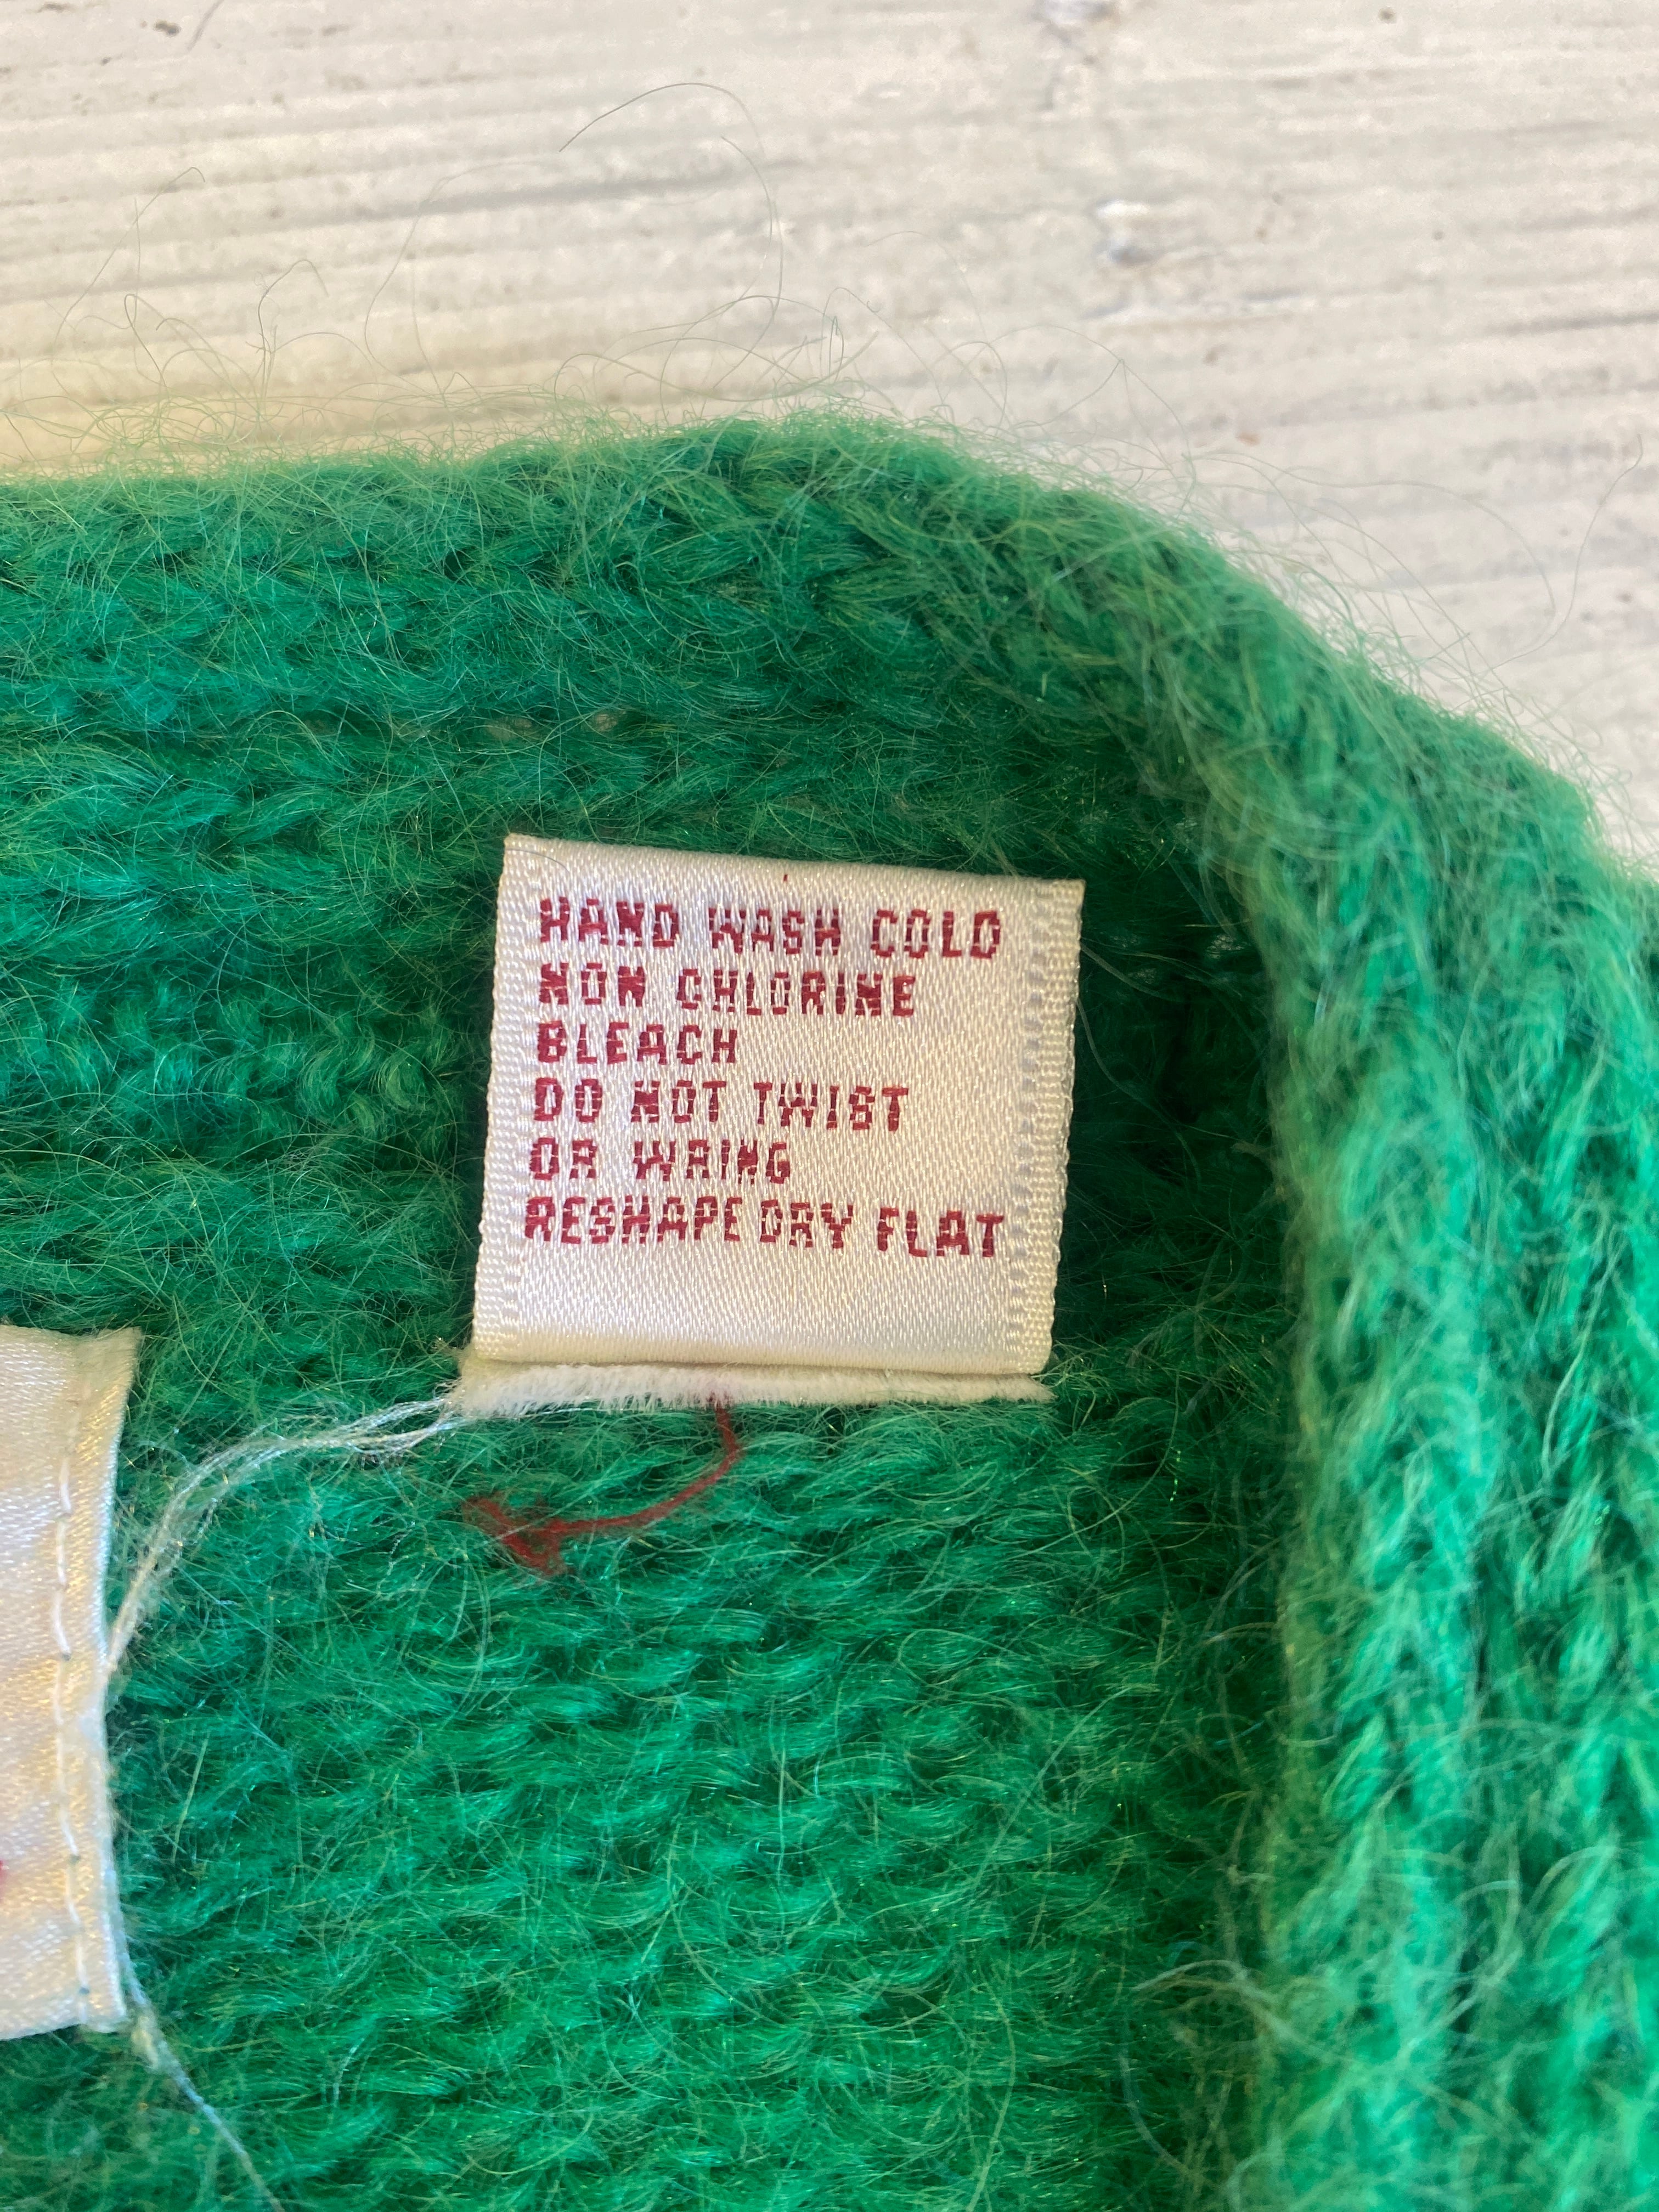 HAND WASH COLD
NON CHLORINE
BLEACH
DO NOT TWIST
OR WRING
RESHAPE DRY FLAT